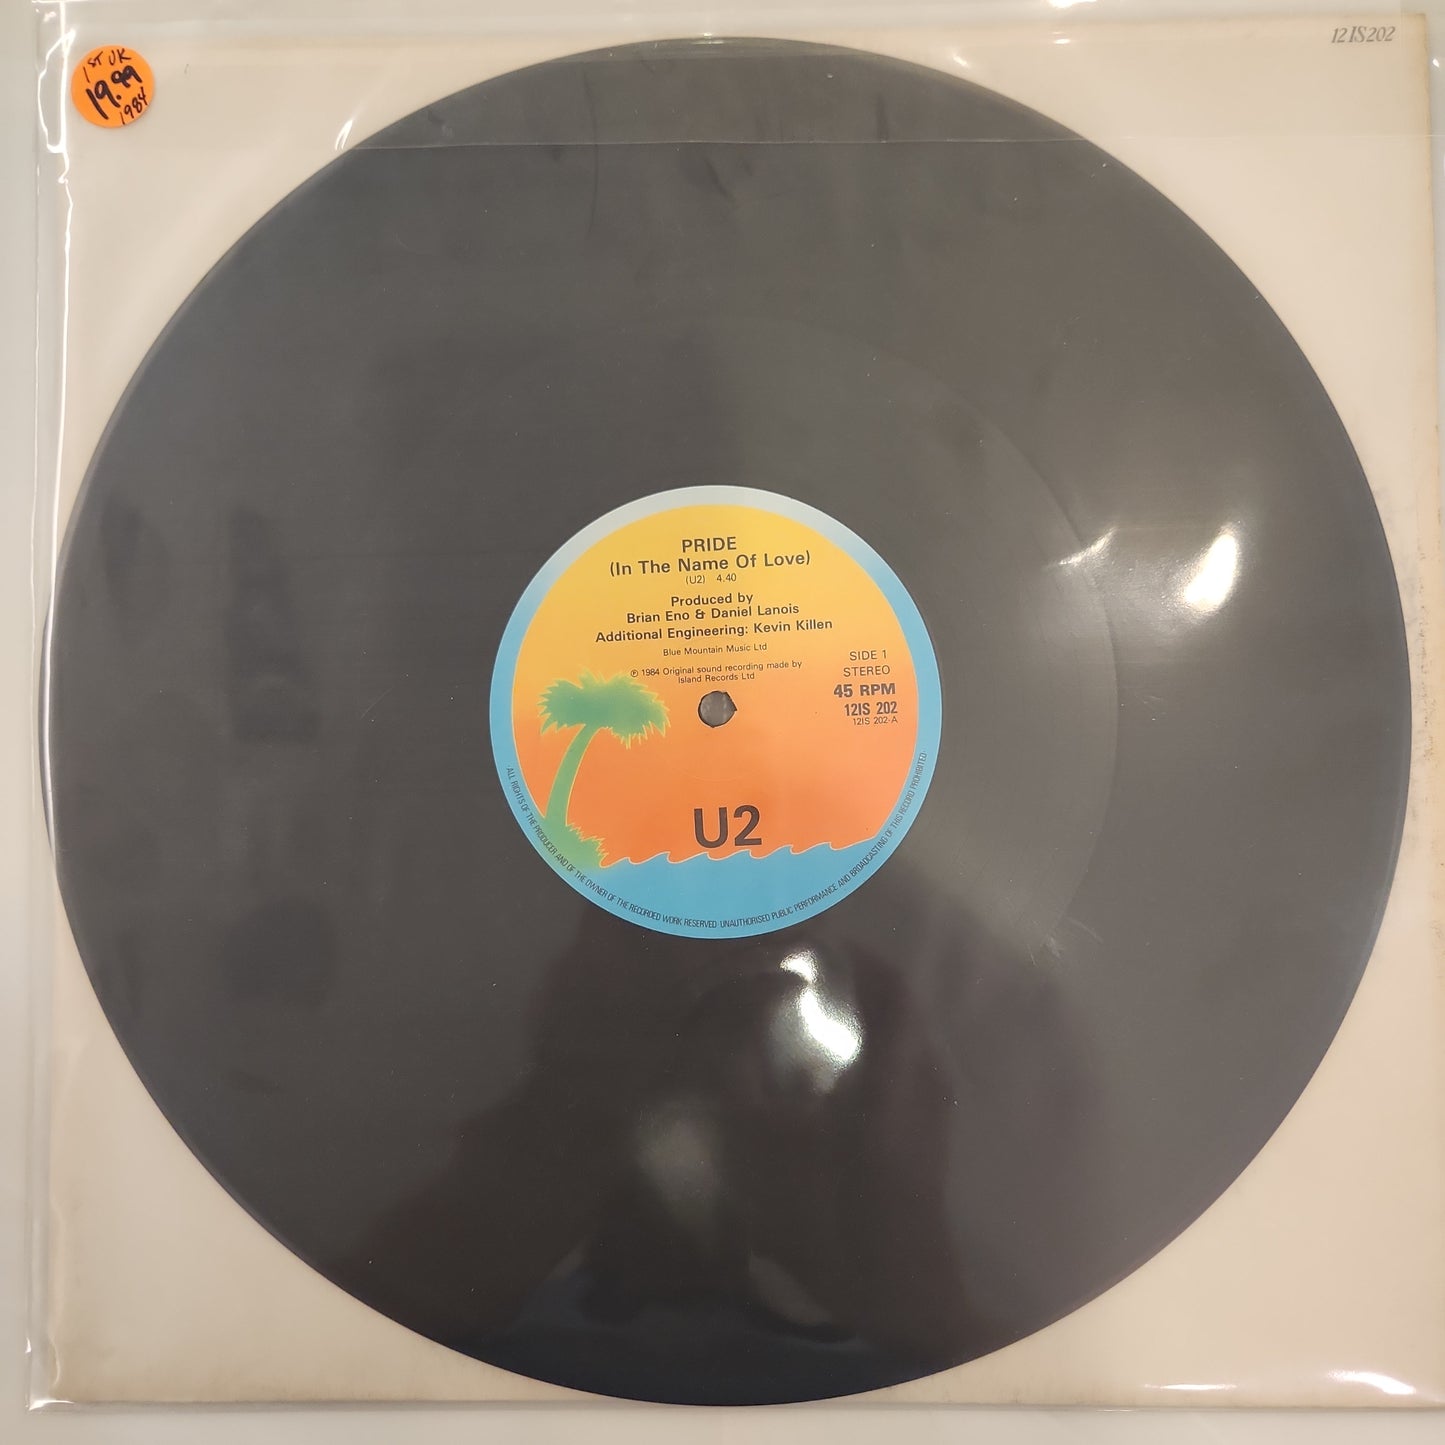 12IS202
1ST UK
19.99
1984
PRIDE
(In The Name Of Love)
(U2) 4.40
Produced by
Brian Eno & Daniel Lanois
Additional Engineering: Kevin Killen
Blue Mountain Music Ltd
℗ 1984 Original sound recording made by
Island Records Ltd
SIDE 1
STEREO
45 RPM
12IS 202
12IS 202-A
U2
·ALL RIGHTS OF THE PRODUCER AND OF THE OWNER OF THE RECORDED WORK RESERVED UNAUTHORISED PUBLIC PERFORMANCE AND BROADCASTING OF THIS RECORD PROHIBITED·